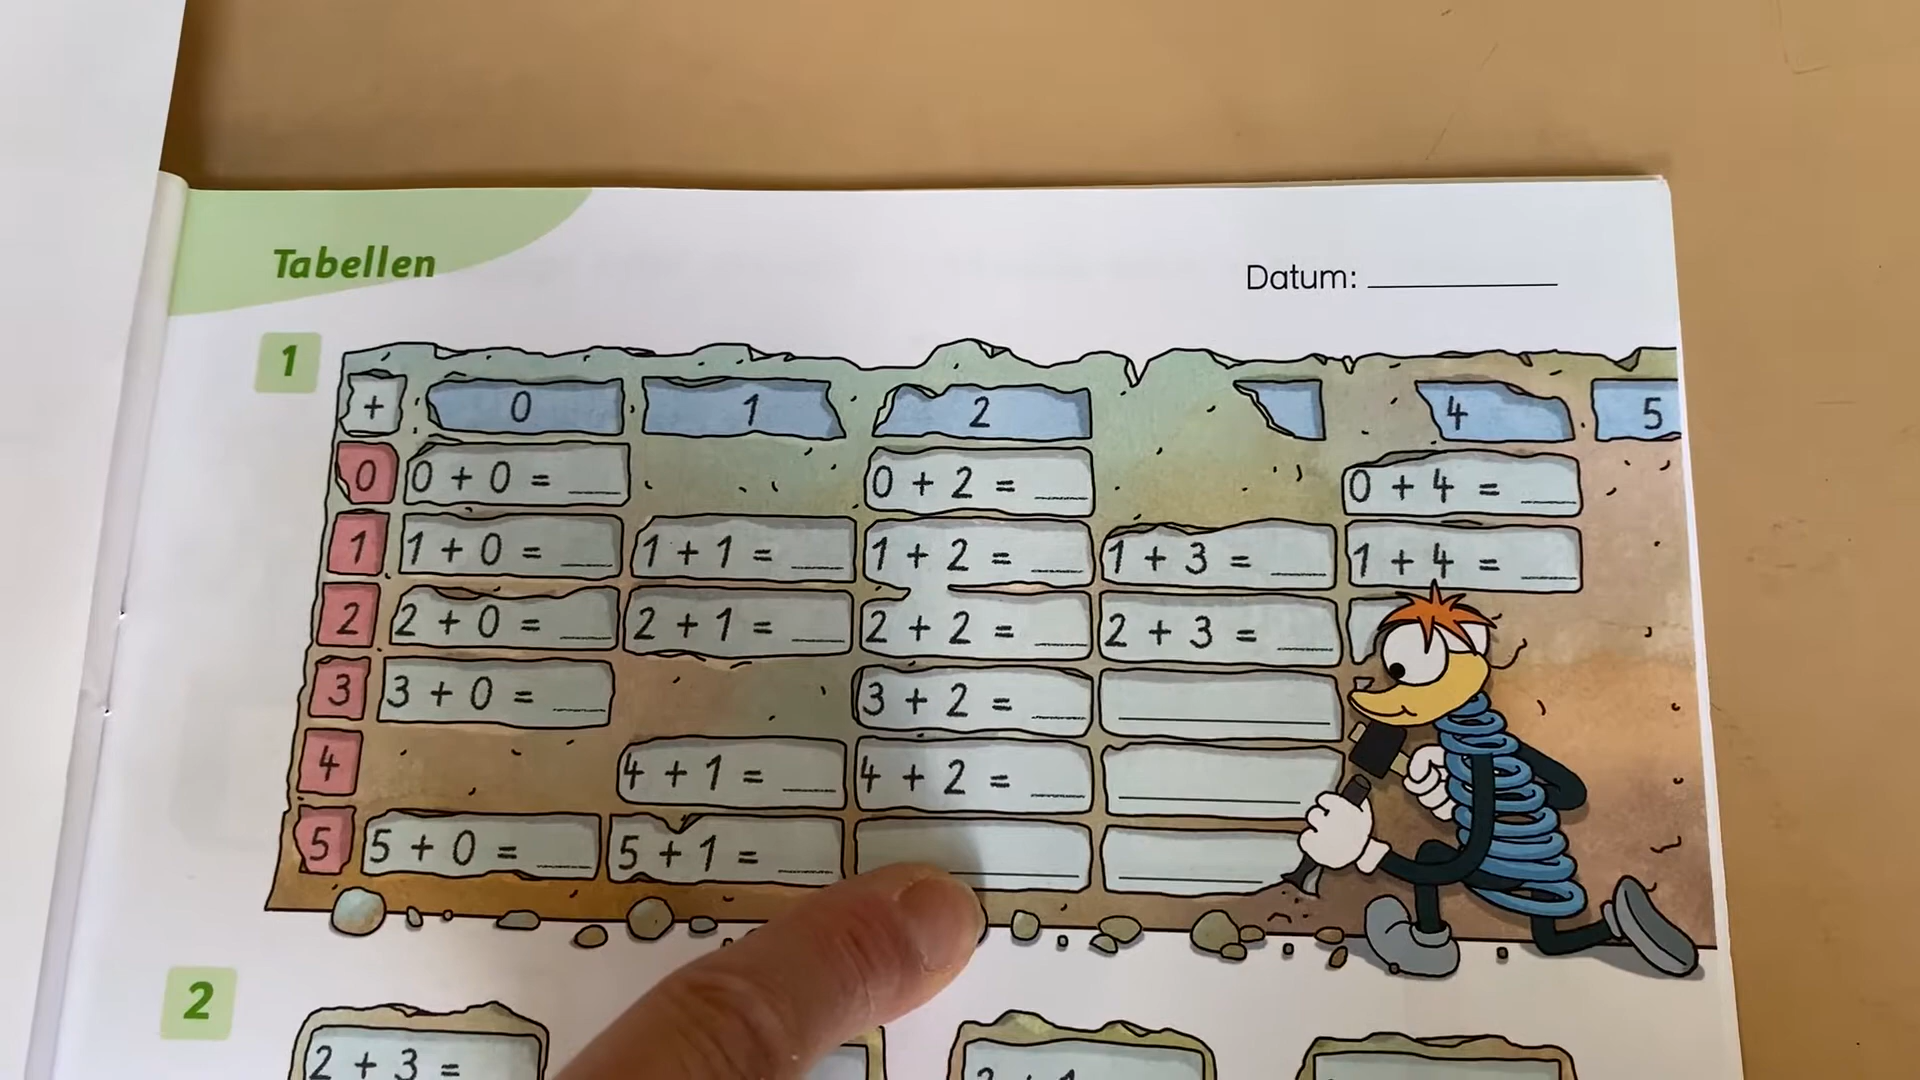 Tabellen
Datum: ________
1
+ 0 1 2 4 5
0 0 + 0 = ___ 0 + 2 = ___ 0 + 4 = ___
1 1 + 0 = ___ 1 + 1 = ___ 1 + 2 = ___ 1 + 3 = ___ 1 + 4 = ___
2 2 + 0 = ___ 2 + 1 = ___ 2 + 2 = ___ 2 + 3 = ___
3 3 + 0 = ___ 3 + 2 = ___
4 4 + 1 = ___ 4 + 2 = ___
5 5 + 0 = ___ 5 + 1 = ___
2
2 + 3 =